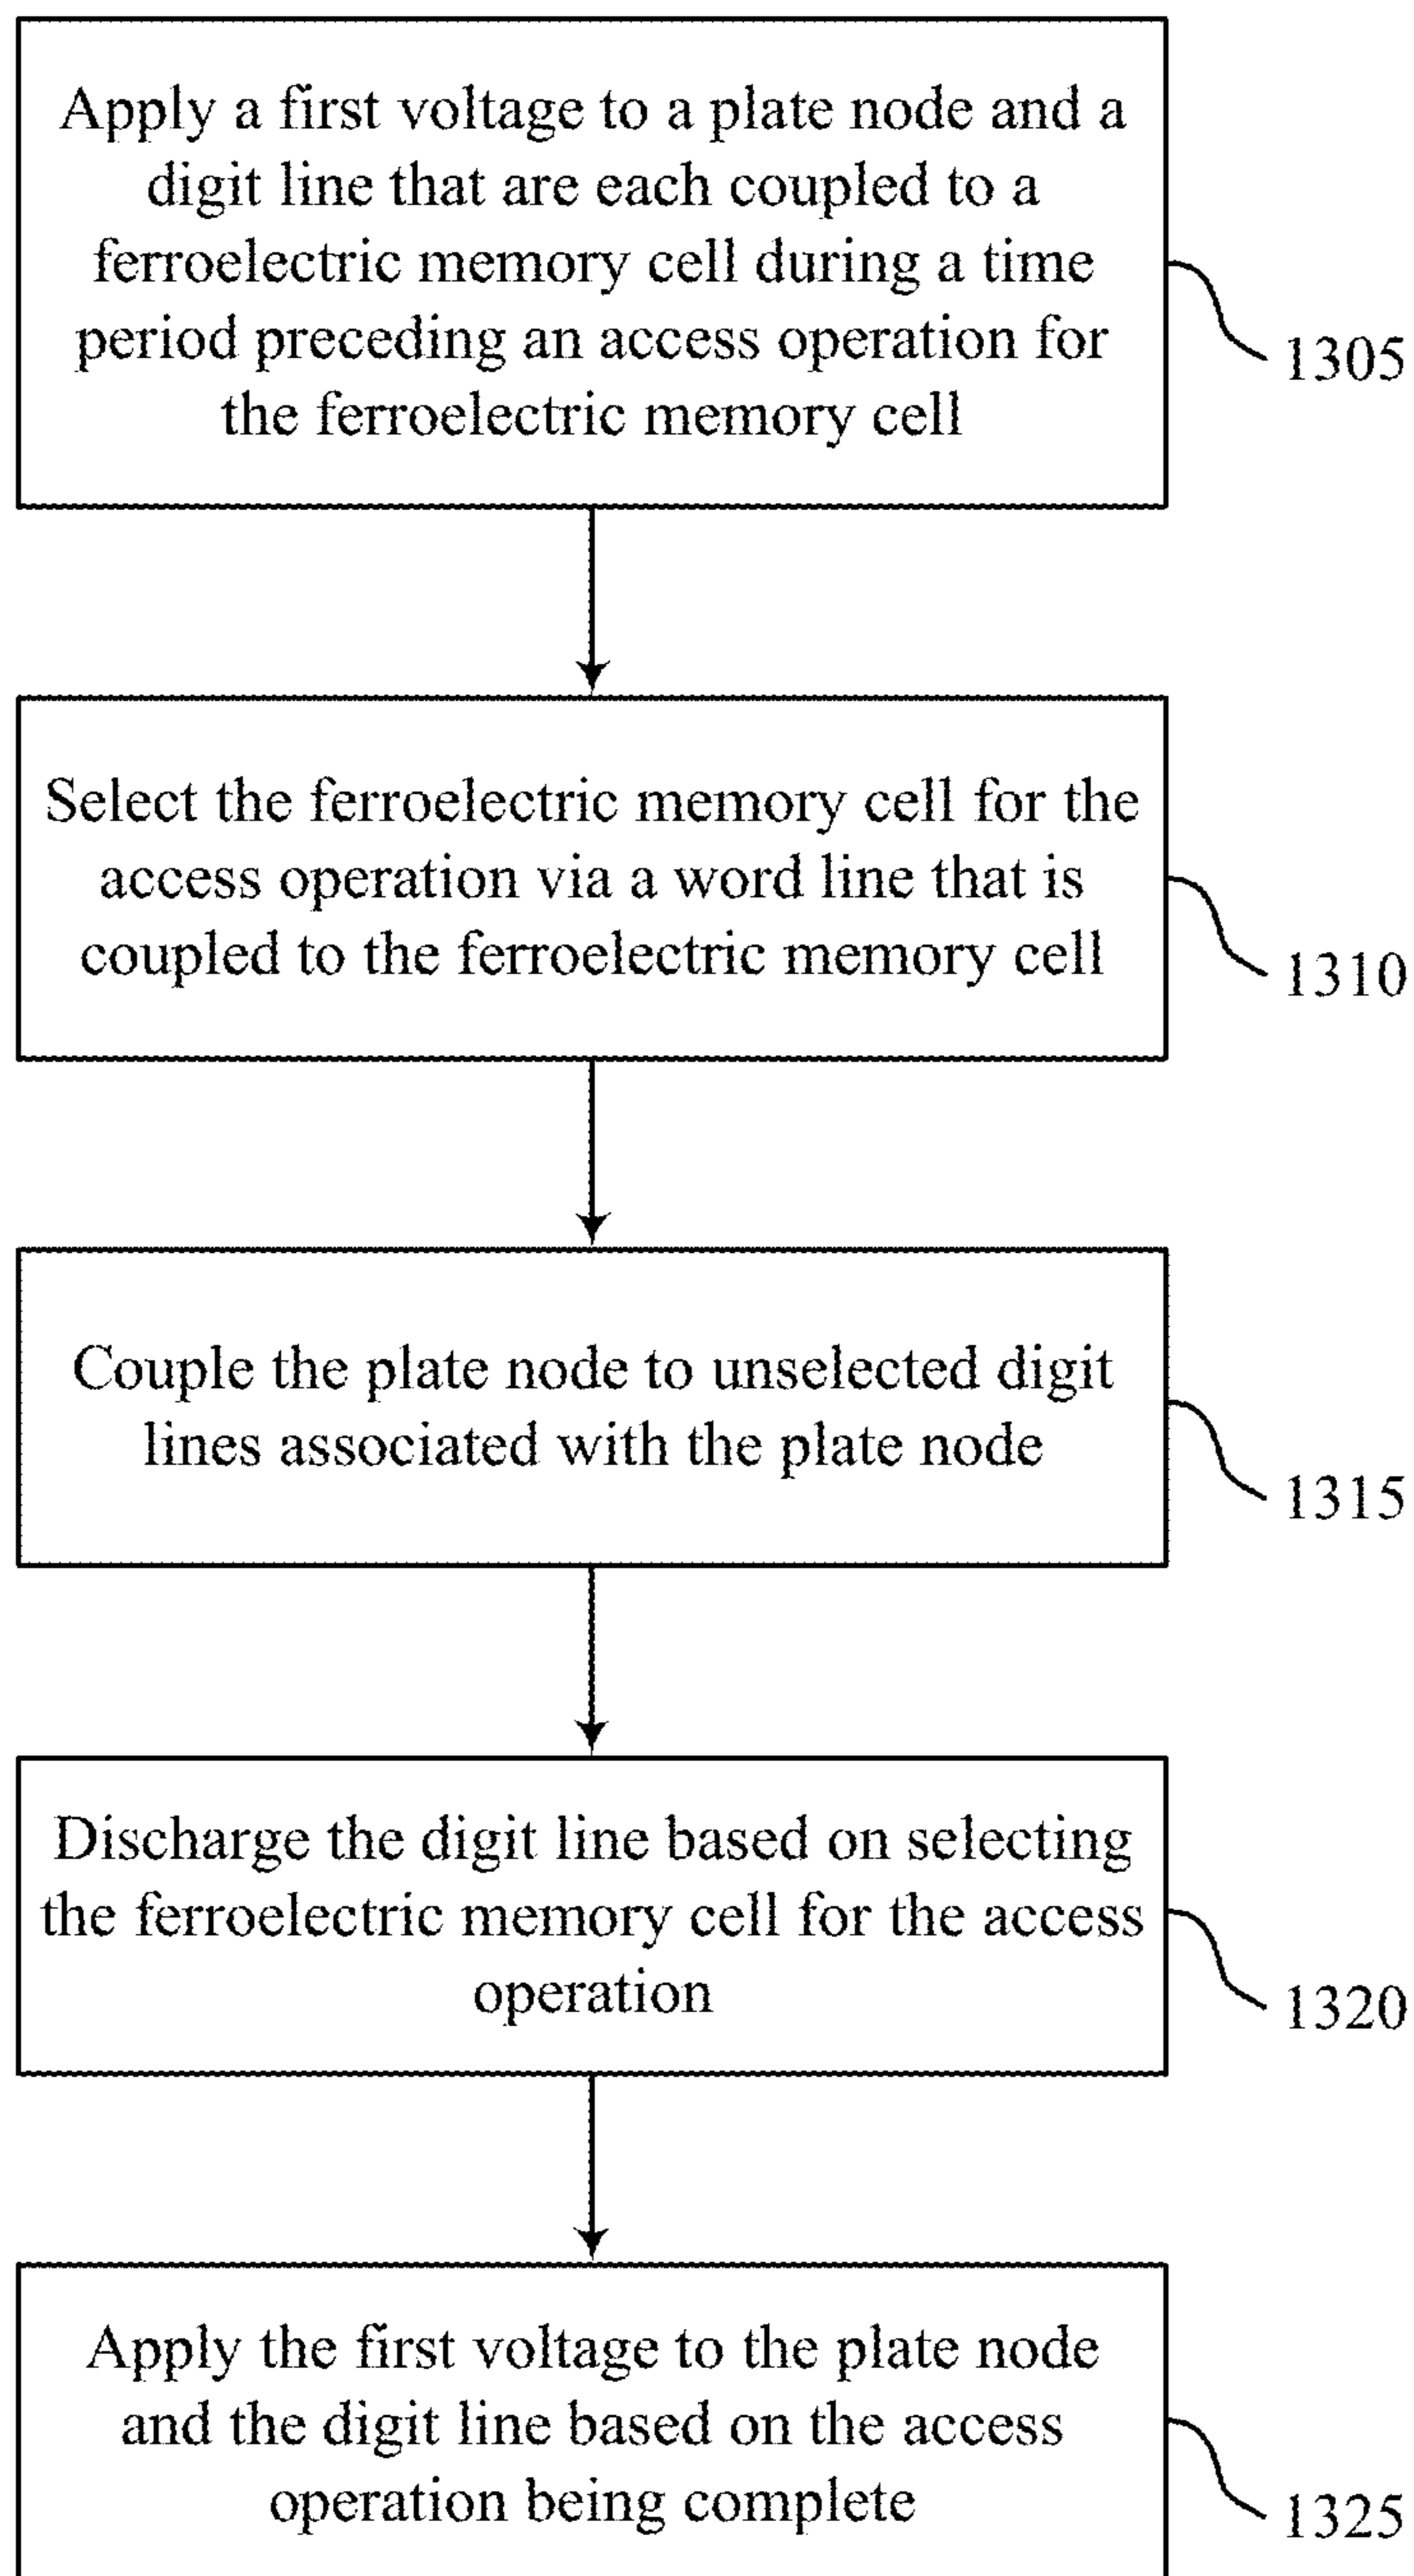 Apply a first voltage to a plate node and a
digit line that are each coupled to a
ferroelectric memory cell during a time
period preceding an access operation for
the ferroelectric memory cell
1305
Select the ferroelectric memory cell for the
access operation via a word line that is
coupled to the ferroelectric memory cell
1310
Couple the plate node to unselected digit
lines associated with the plate node
1315
Discharge the digit line based on selecting
the ferroelectric memory cell for the access
operation
1320
Apply the first voltage to the plate node
and the digit line based on the access
operation being complete
1325